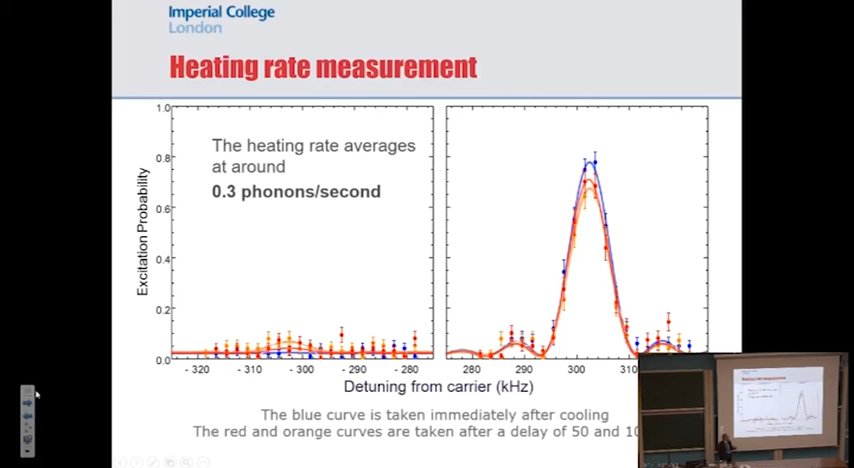 Imperial College
London
Heating rate measurement
1.0
0.8
0.6
0.4
0.2
0.0
Excitation Probability
The heating rate averages
at around
0.3 phonons/second
- 320
- 310
- 300
- 290
- 280
280
290
300
310
Detuning from carrier (kHz)
The blue curve is taken immediately after cooling
The red and orange curves are taken after a delay of 50 and 10
Heating rate measurement